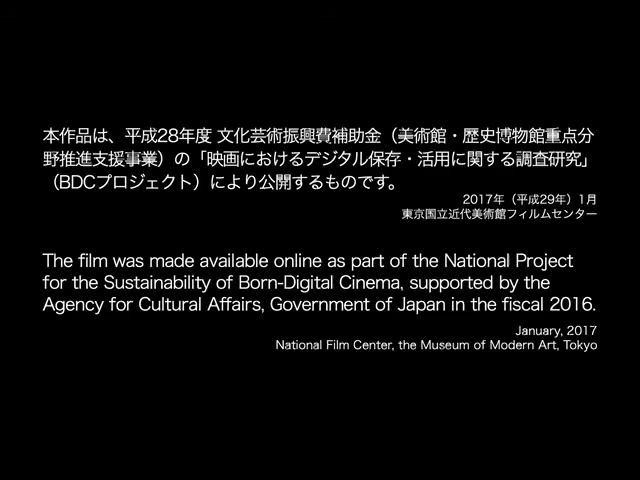 本作品は、平成28年度 文化芸術振興費補助金（美術館・歴史博物館重点分
野推進支援事業）の「映画におけるデジタル保存・活用に関する調査研究」
（BDCプロジェクト）により公開するものです。
2017年（平成29年）1月
東京国立近代美術館フィルムセンター
The film was made available online as part of the National Project
for the Sustainability of Born-Digital Cinema, supported by the
Agency for Cultural Affairs, Government of Japan in the fiscal 2016.
January, 2017
National Film Center, the Museum of Modern Art, Tokyo